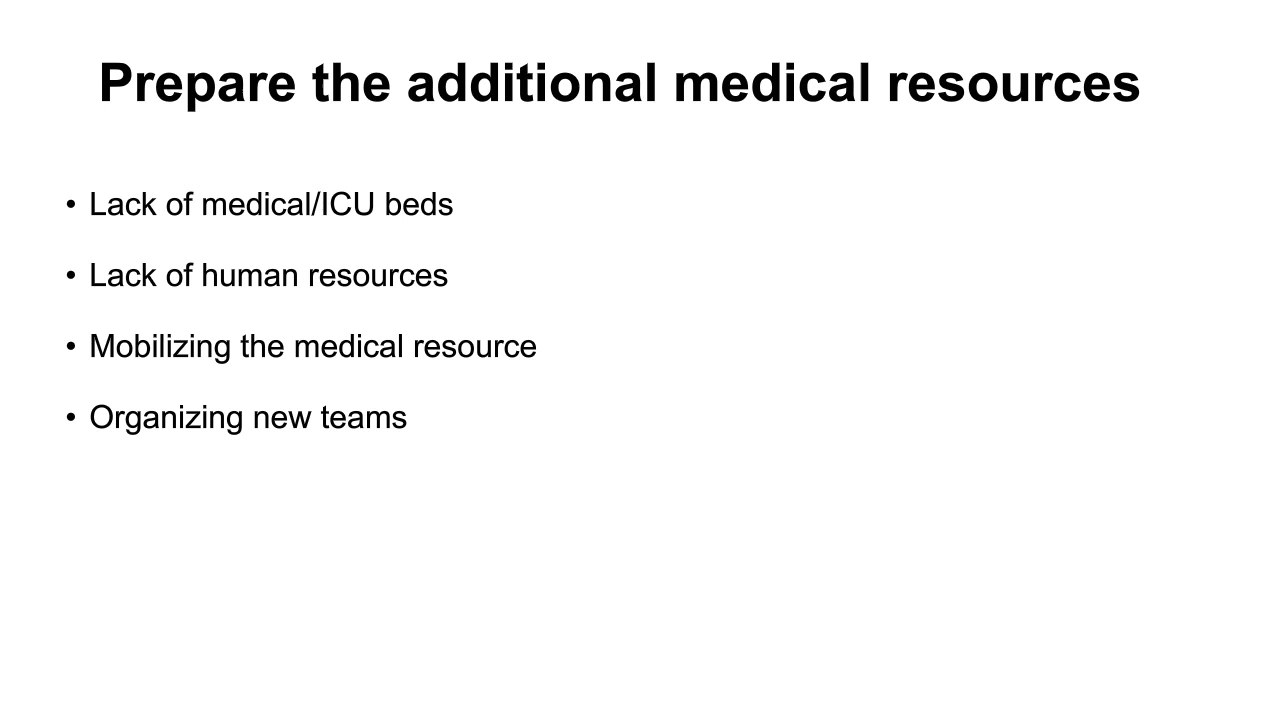 Prepare the additional medical resources
• Lack of medical/ICU beds
• Lack of human resources
• Mobilizing the medical resource
• Organizing new teams